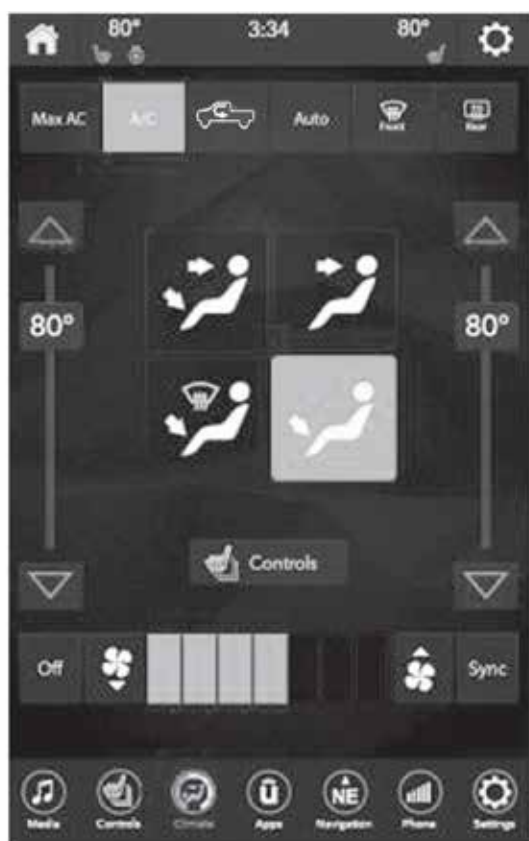 80° 3:34 80°
Max AC A/C Auto Front Rear
80° 80°
Controls
Off Sync
û NE
Media Controls Climate Apps Navigation Phone Settings